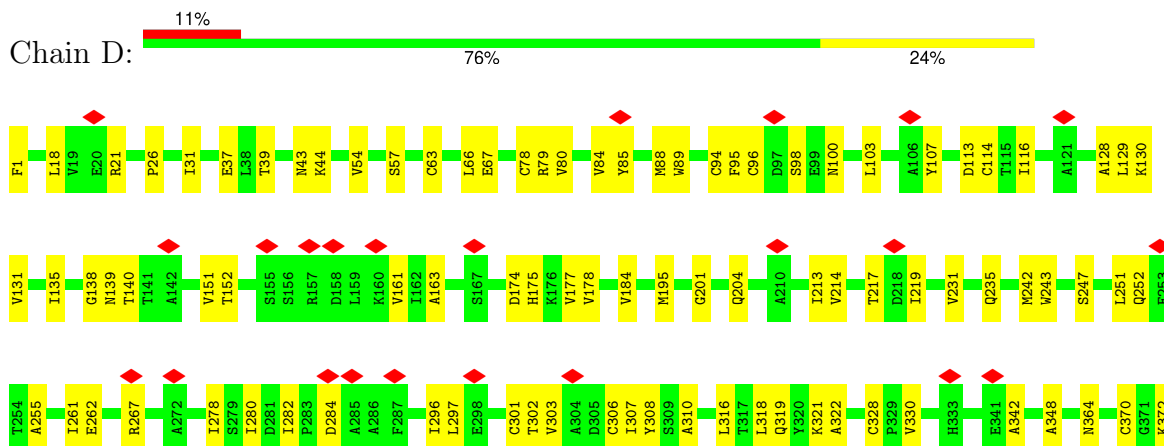 11%
Chain D:
76% 24%
F1 L18 V19 E20 R21 P26 I31 E37 L38 T39 N43 K44 V54 S57 C63 L66 E67 C78 R79 V80 V84 Y85 M88 W89 C94 F95 C96 D97 S98 E99 N100 L103 A106 Y107 D113 C114 T115 I116 A121 A128 L129 K130
V131 I135 G138 N139 T140 T141 A142 V151 T152 S155 S156 R157 D158 L159 K160 V161 I162 A163 S167 D174 H175 K176 V177 V178 V184 M195 G201 Q204 A210 I213 V214 T217 D218 I219 V231 Q235 M242 W243 S247 L251 Q252 E253
T254 A255 I261 E262 R267 A272 I278 S279 I280 D281 I282 P283 D284 A285 A286 F287 I296 L297 E298 C301 T302 V303 A304 D305 C306 I307 Y308 S309 A310 L316 T317 L318 Q319 Y320 K321 A322 C328 P329 V330 H333 E341 A342 A348 N364 C370 G371